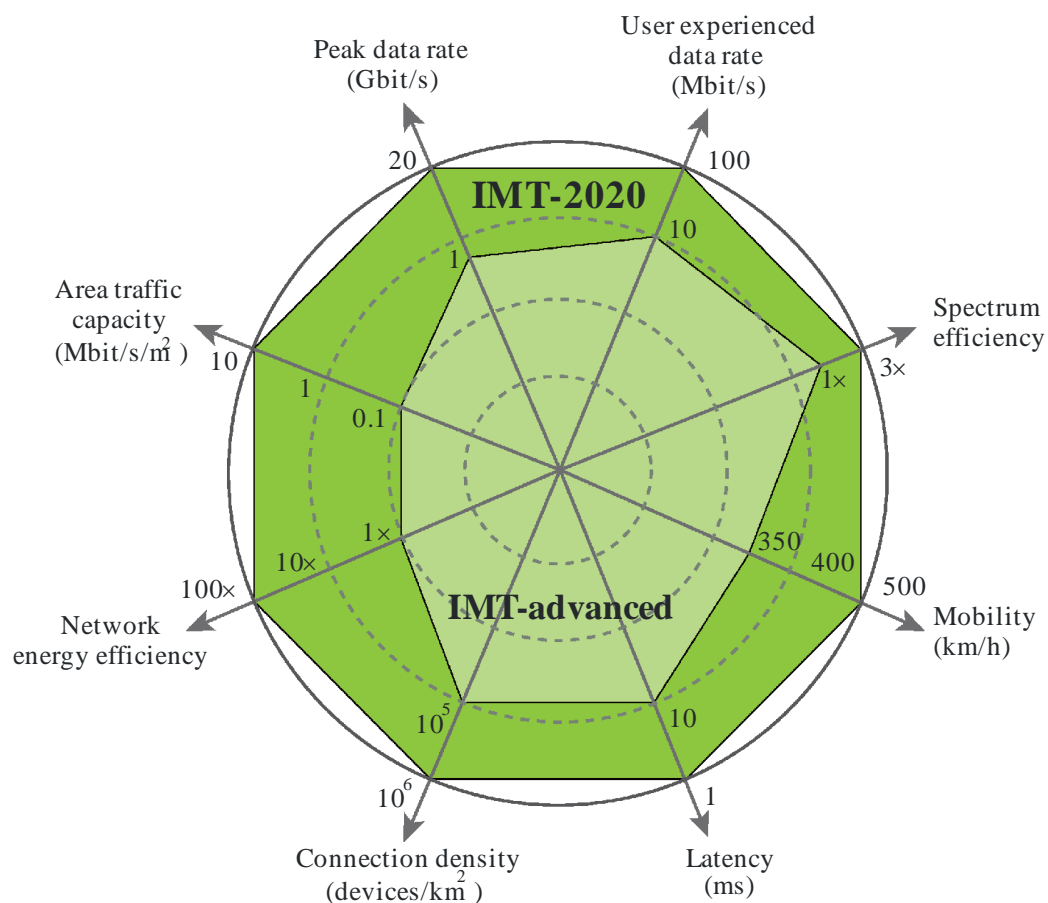 Peak data rate
(Gbit/s)
User experienced
data rate
(Mbit/s)
20
100
IMT-2020
1
10
Area traffic
capacity
(Mbit/s/m²)
10
1
0.1
Spectrum
efficiency
1×
3×
1×
10×
100×
Network
energy efficiency
350
400
500
Mobility
(km/h)
IMT-advanced
10⁵
10
10⁶
1
Connection density
(devices/km²)
Latency
(ms)